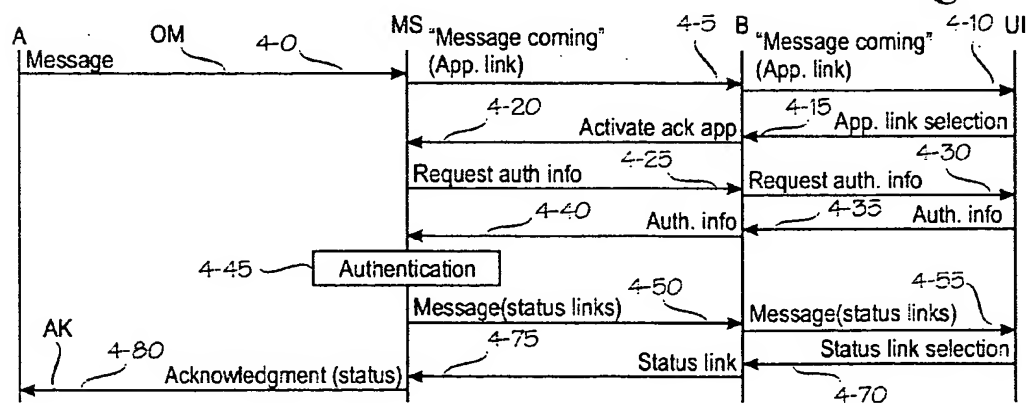 A OM 4-0 MS "Message coming" 4-5 B "Message coming" 4-10 UI
Message (App. link) (App. link)
4-20 4-15
Activate ack app App. link selection
4-25 4-30
Request auth info Request auth. info
4-40 4-35
Auth. info Auth. info
4-45 Authentication
4-50 4-55
Message(status links) Message(status links)
AK 4-75
4-80 Status link Status link selection
Acknowledgment (status) 4-70